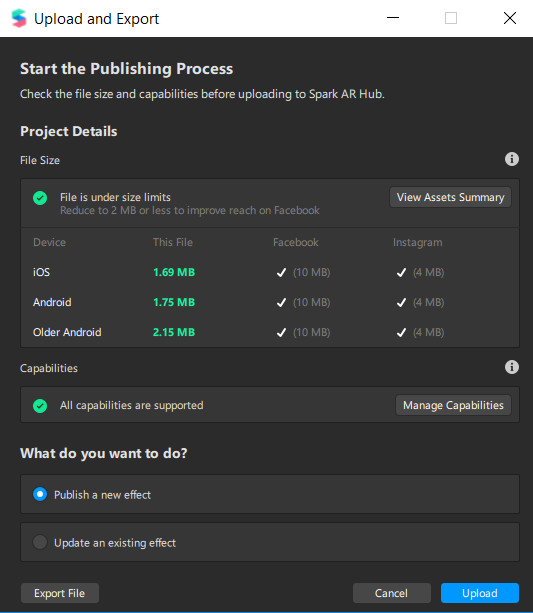 Upload and Export
Start the Publishing Process
Check the file size and capabilities before uploading to Spark AR Hub.
Project Details
File Size
File is under size limits
Reduce to 2 MB or less to improve reach on Facebook
View Assets Summary
Device This File Facebook Instagram
iOS 1.69 MB (10 MB) (4 MB)
Android 1.75 MB (10 MB) (4 MB)
Older Android 2.15 MB (10 MB) (4 MB)
Capabilities
All capabilities are supported
Manage Capabilities
What do you want to do?
Publish a new effect
Update an existing effect
Export File Cancel Upload